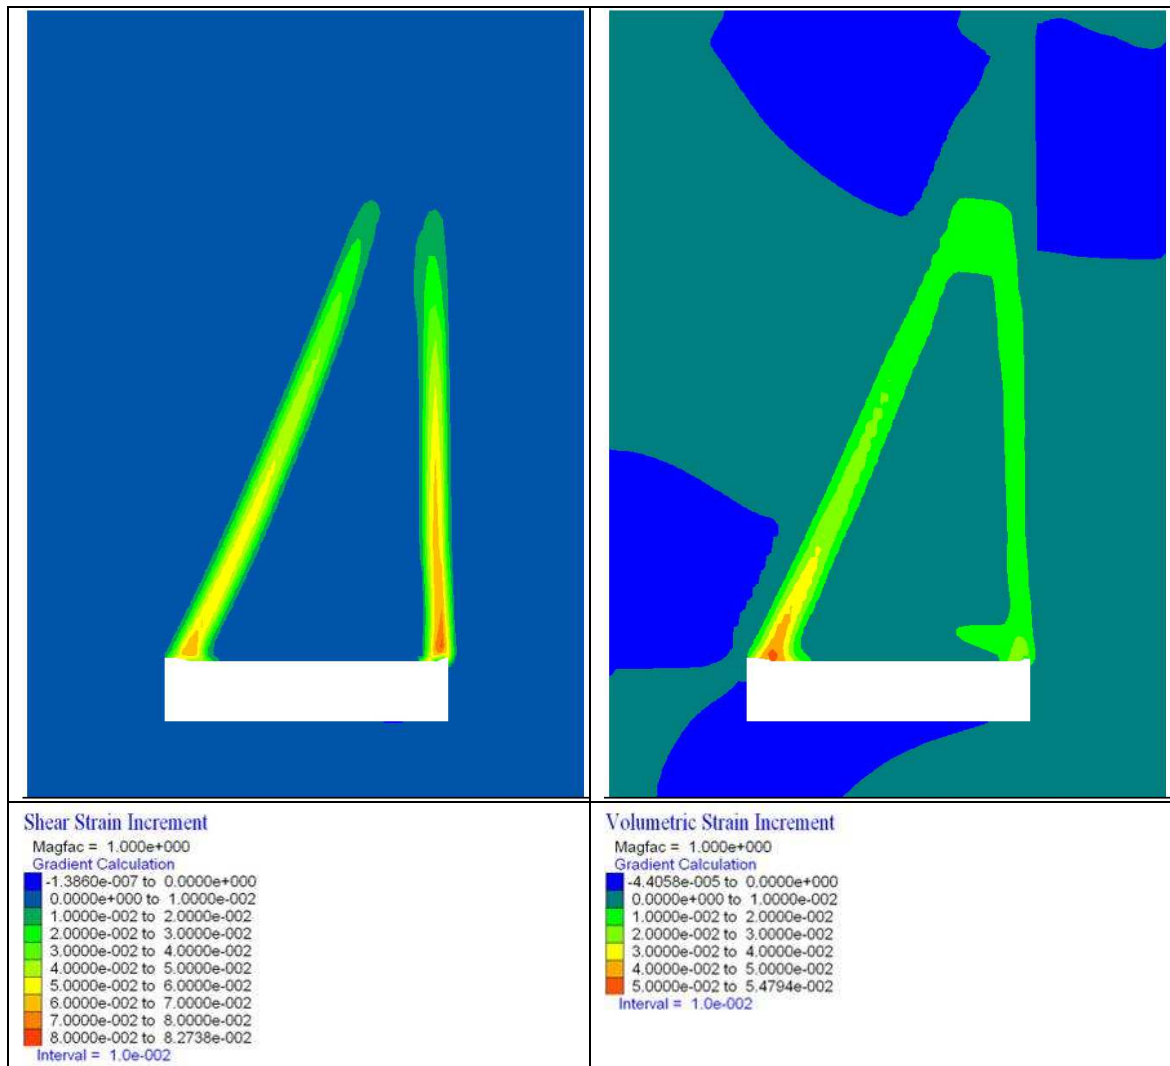 Shear Strain Increment
Magfac = 1.000e+000
Gradient Calculation
-1.3860e-007 to 0.0000e+000
0.0000e+000 to 1.0000e-002
1.0000e-002 to 2.0000e-002
2.0000e-002 to 3.0000e-002
3.0000e-002 to 4.0000e-002
4.0000e-002 to 5.0000e-002
5.0000e-002 to 6.0000e-002
6.0000e-002 to 7.0000e-002
7.0000e-002 to 8.0000e-002
8.0000e-002 to 8.2738e-002
Interval = 1.0e-002
Volumetric Strain Increment
Magfac = 1.000e+000
Gradient Calculation
-4.4058e-005 to 0.0000e+000
0.0000e+000 to 1.0000e-002
1.0000e-002 to 2.0000e-002
2.0000e-002 to 3.0000e-002
3.0000e-002 to 4.0000e-002
4.0000e-002 to 5.0000e-002
5.0000e-002 to 5.4794e-002
Interval = 1.0e-002